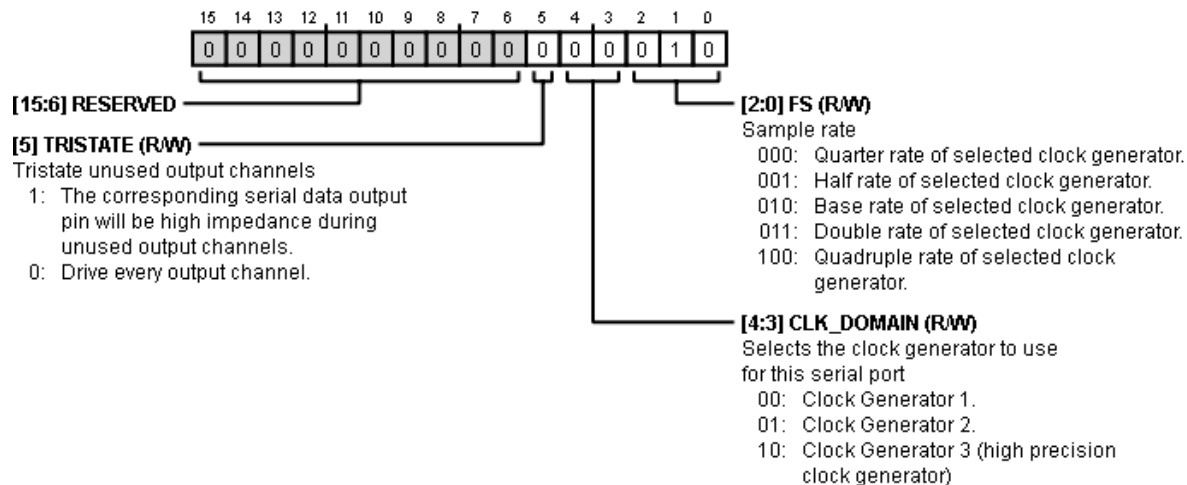 15 14 13 12 11 10 9 8 7 6 5 4 3 2 1 0
0 0 0 0 0 0 0 0 0 0 0 0 0 0 1 0
[15:6] RESERVED
[5] TRISTATE (R/W)
Tristate unused output channels
1: The corresponding serial data output
pin will be high impedance during
unused output channels.
0: Drive every output channel.
[2:0] FS (R/W)
Sample rate
000: Quarter rate of selected clock generator.
001: Half rate of selected clock generator.
010: Base rate of selected clock generator.
011: Double rate of selected clock generator.
100: Quadruple rate of selected clock
generator.
[4:3] CLK_DOMAIN (R/W)
Selects the clock generator to use
for this serial port
00: Clock Generator 1.
01: Clock Generator 2.
10: Clock Generator 3 (high precision
clock generator)